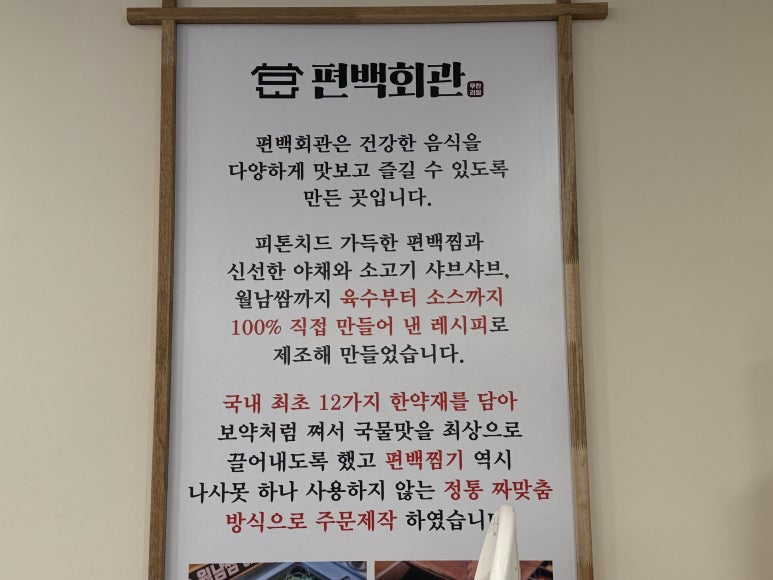 편백회관
무한
리필
편백회관은 건강한 음식을
다양하게 맛보고 즐길 수 있도록
만든 곳입니다.
피톤치드 가득한 편백찜과
신선한 야채와 소고기 샤브샤브,
월남쌈까지 육수부터 소스까지
100% 직접 만들어 낸 레시피로
제조해 만들었습니다.
국내 최초 12가지 한약재를 담아
보약처럼 쪄서 국물맛을 최상으로
끌어내도록 했고 편백찜기 역시
나사못 하나 사용하지 않는 정통 짜맞춤
방식으로 주문제작 하였습니
월남쌈